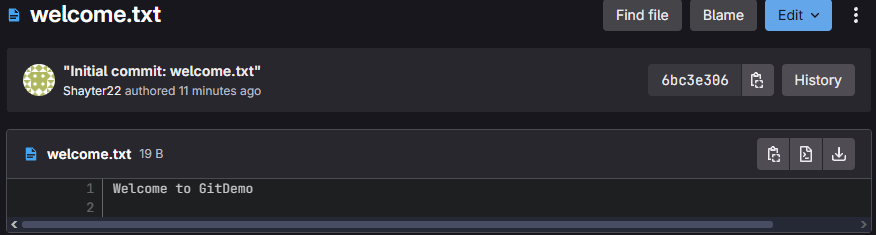 welcome.txt
Find file
Blame
Edit
"Initial commit: welcome.txt"
Shayter22 authored 11 minutes ago
6bc3e306
History
welcome.txt 19 B
1 Welcome to GitDemo
2